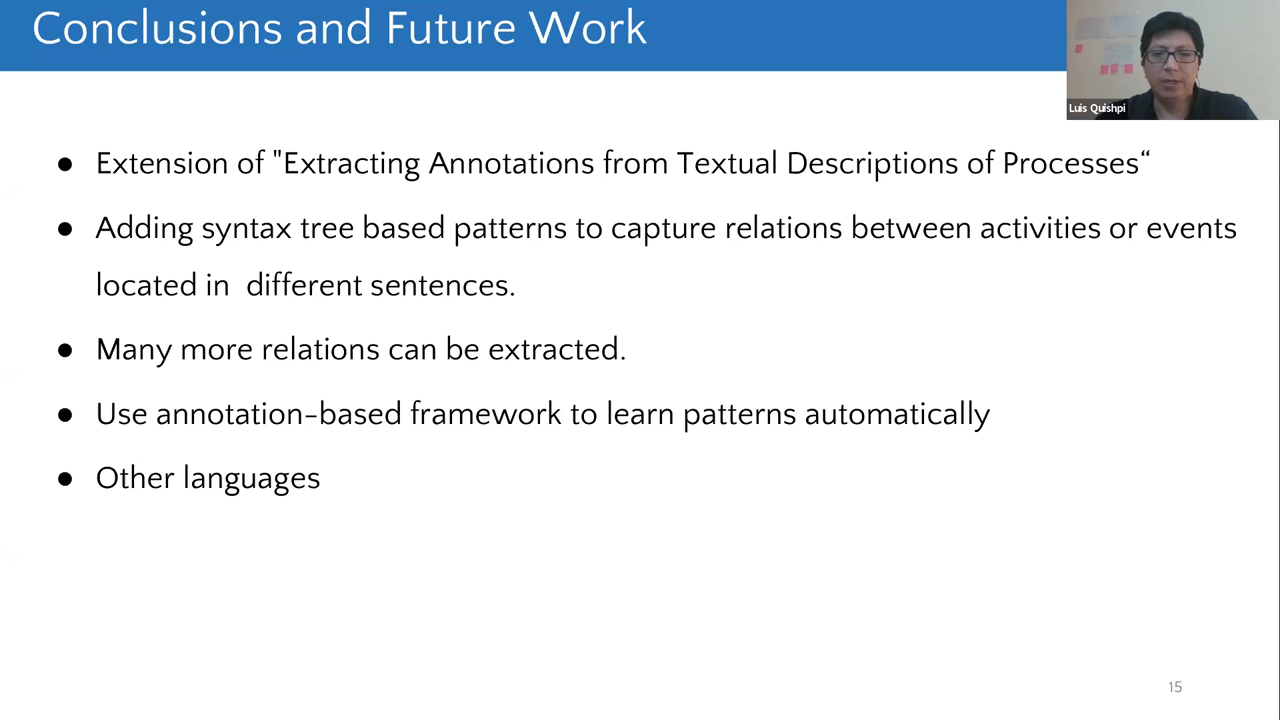 Conclusions and Future Work
Luis Quishpi
● Extension of "Extracting Annotations from Textual Descriptions of Processes“
● Adding syntax tree based patterns to capture relations between activities or events
located in  different sentences.
● Many more relations can be extracted.
● Use annotation-based framework to learn patterns automatically
● Other languages
15